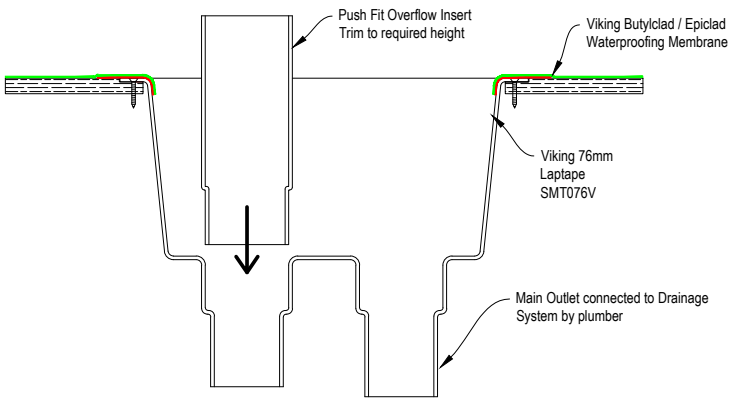 Push Fit Overflow Insert
Trim to required height
Viking Butylclad / Epiclad
Waterproofing Membrane
Viking 76mm
Laptape
SMT076V
Main Outlet connected to Drainage
System by plumber